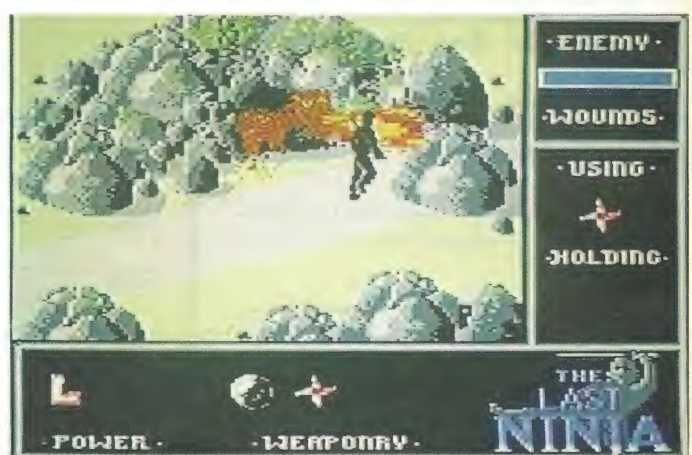 ·ENEMY·
·WOUNDS·
·USING·
·HOLDING·
·POWER·
·WEAPONRY·
THE
LAST
NINJA